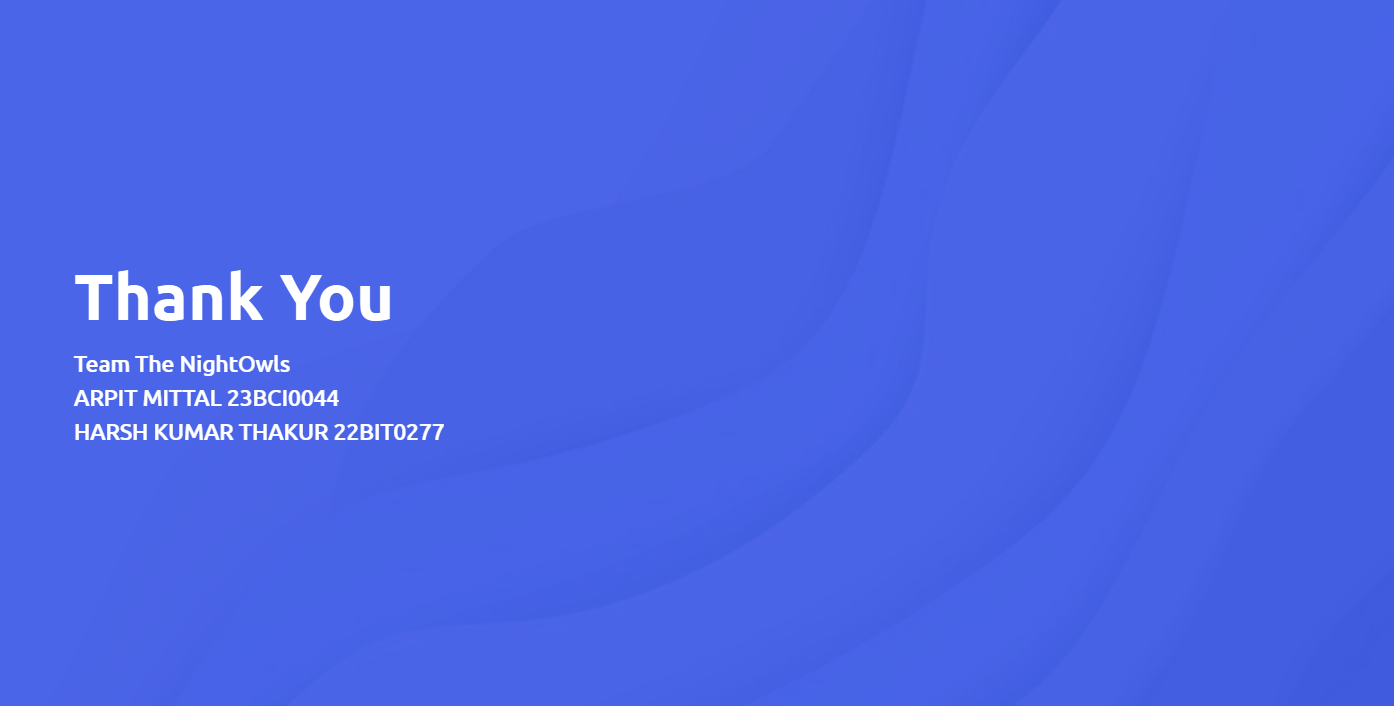 Thank You
Team The NightOwls
ARPIT MITTAL 23BCI0044
HARSH KUMAR THAKUR 22BIT0277